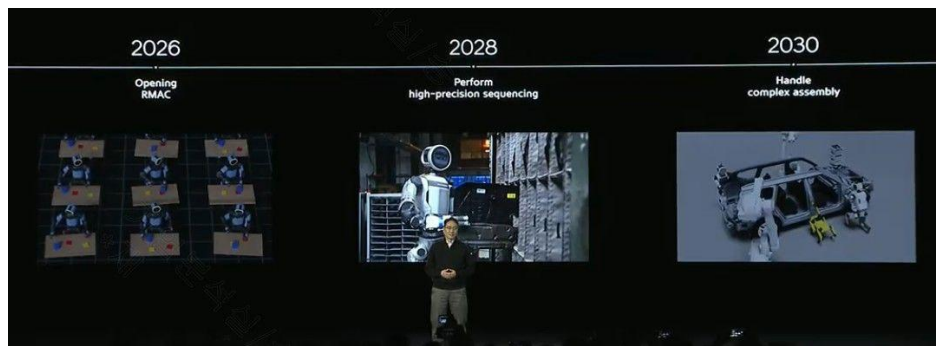 2026
Opening
RMAC
2028
Perform
high-precision sequencing
2030
Handle
complex assembly